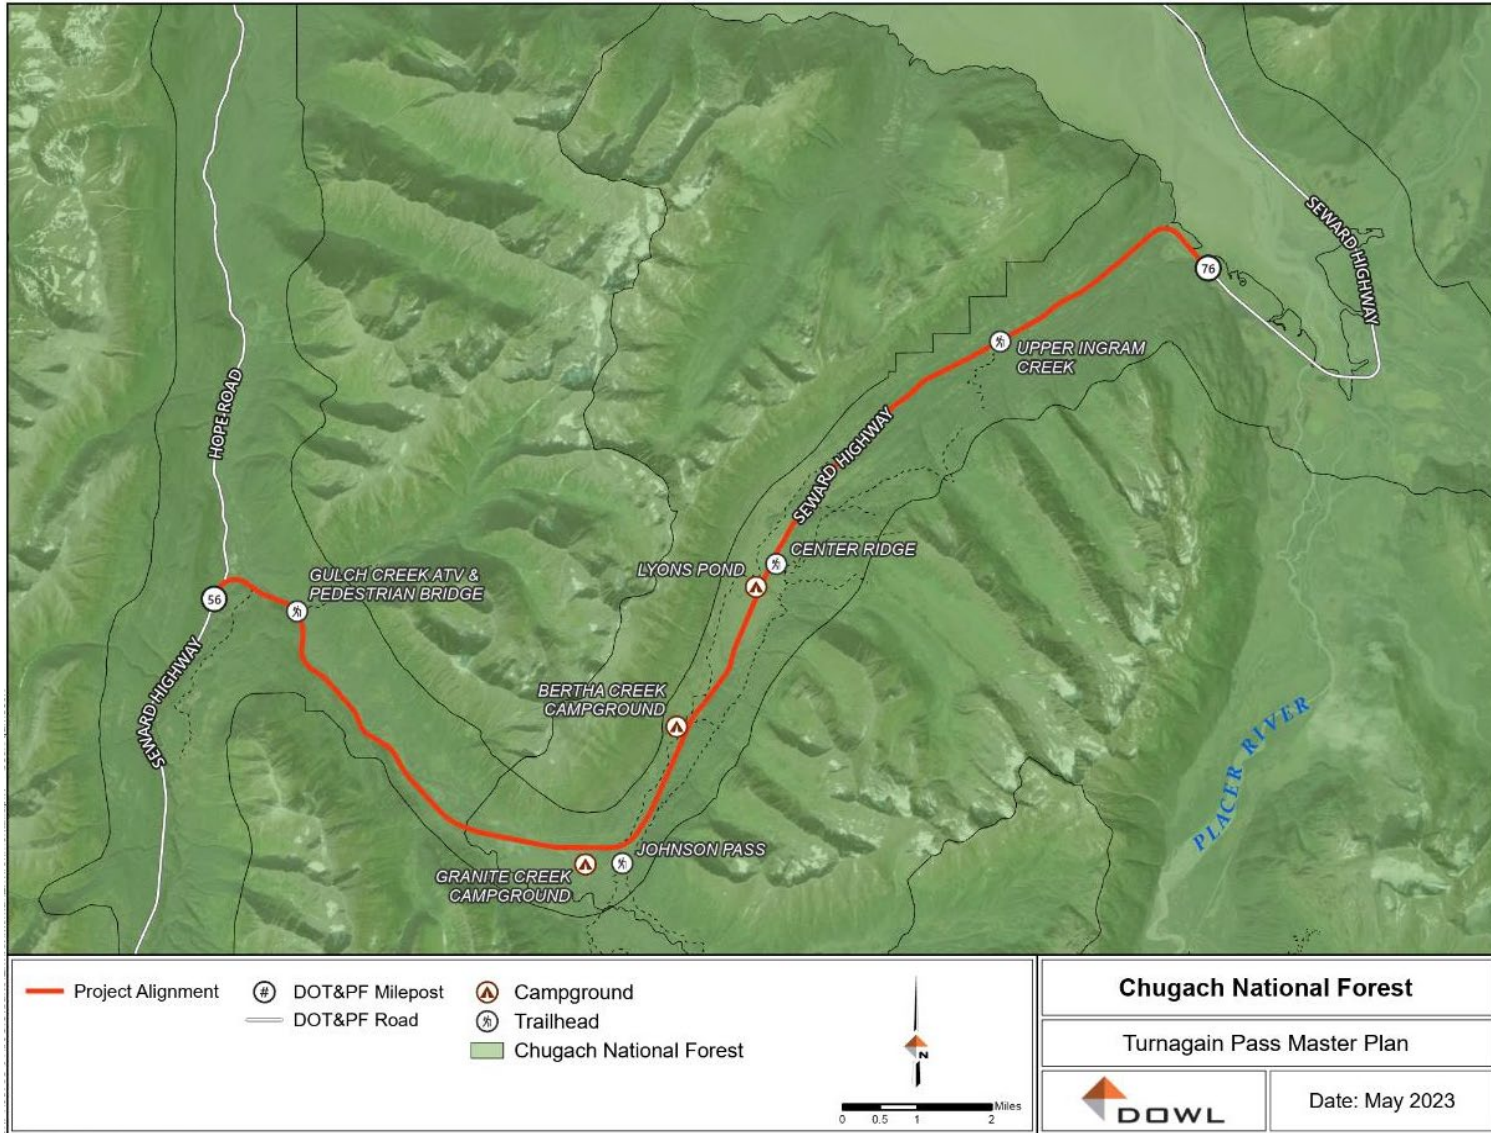 SEWARD HIGHWAY
76
UPPER INGRAM
CREEK
HOPE ROAD
SEWARD HIGHWAY
CENTER RIDGE
LYONS POND
GULCH CREEK ATV &
PEDESTRIAN BRIDGE
56
SEWARD HIGHWAY
BERTHA CREEK
CAMPGROUND
PLACER RIVER
JOHNSON PASS
GRANITE CREEK
CAMPGROUND
Project Alignment
# DOT&PF Milepost
DOT&PF Road
Campground
Trailhead
Chugach National Forest
N
0 0.5 1 2 Miles
Chugach National Forest
Turnagain Pass Master Plan
DOWL
Date: May 2023